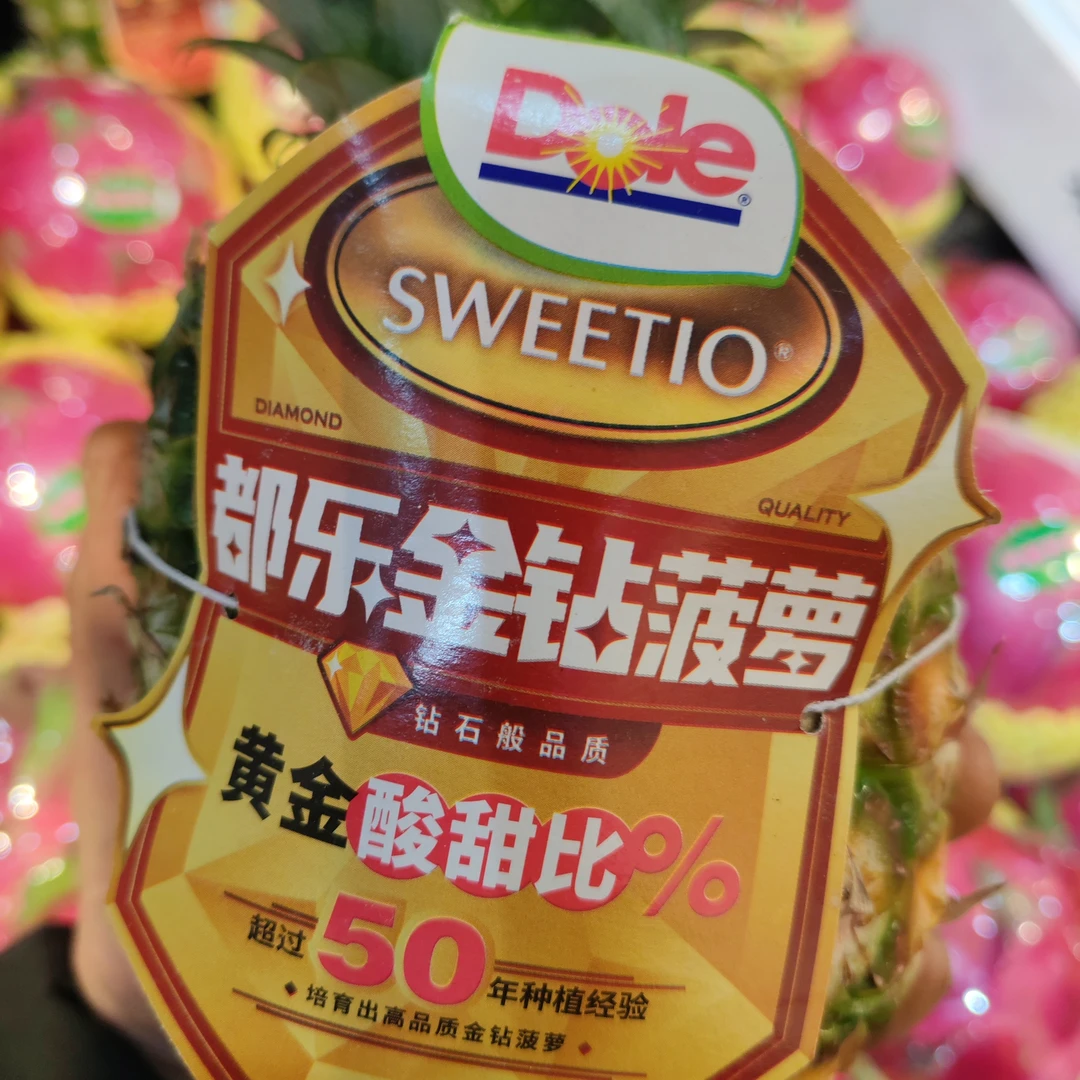 Dole®
SWEETIO®
DIAMOND
QUALITY
都乐金钻菠萝
钻石般品质
黄金酸甜比%
超过50年种植经验
培育出高品质金钻菠萝